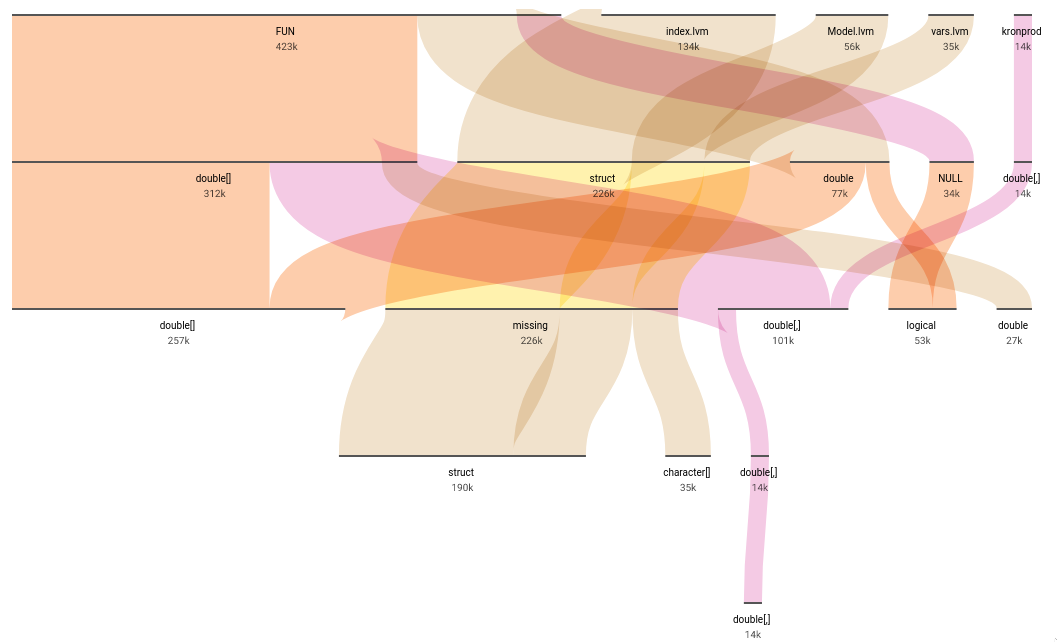 FUN index.lvm Model.lvm vars.lvm kronprod
423k 134k 56k 35k 14k
double[] struct double NULL double[,]
312k 226k 77k 34k 14k
double[] missing double[,] logical double
257k 226k 101k 53k 27k
struct character[] double[,]
190k 35k 14k
double[,]
14k